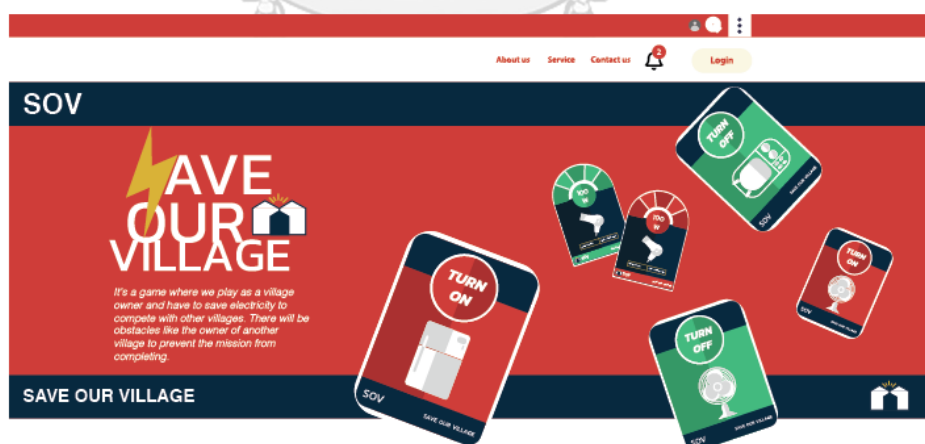 2
About us Service Contact us Login
SOV
AVE
OUR
VILLAGE
It's a game where we play as a village
owner and have to save electricity to
compete with other villages. There will be
obstacles like the owner of another
village to prevent the mission from
completing.
TURN
OFF
SAVE OUR VILLAGE
SOV
100
W
100
W
TURN
ON
SOV
SAVE OUR VILLAGE
TURN
ON
SOV
SAVE OUR VILLAGE
TURN
OFF
SOV
SAVE OUR VILLAGE
SAVE OUR VILLAGE